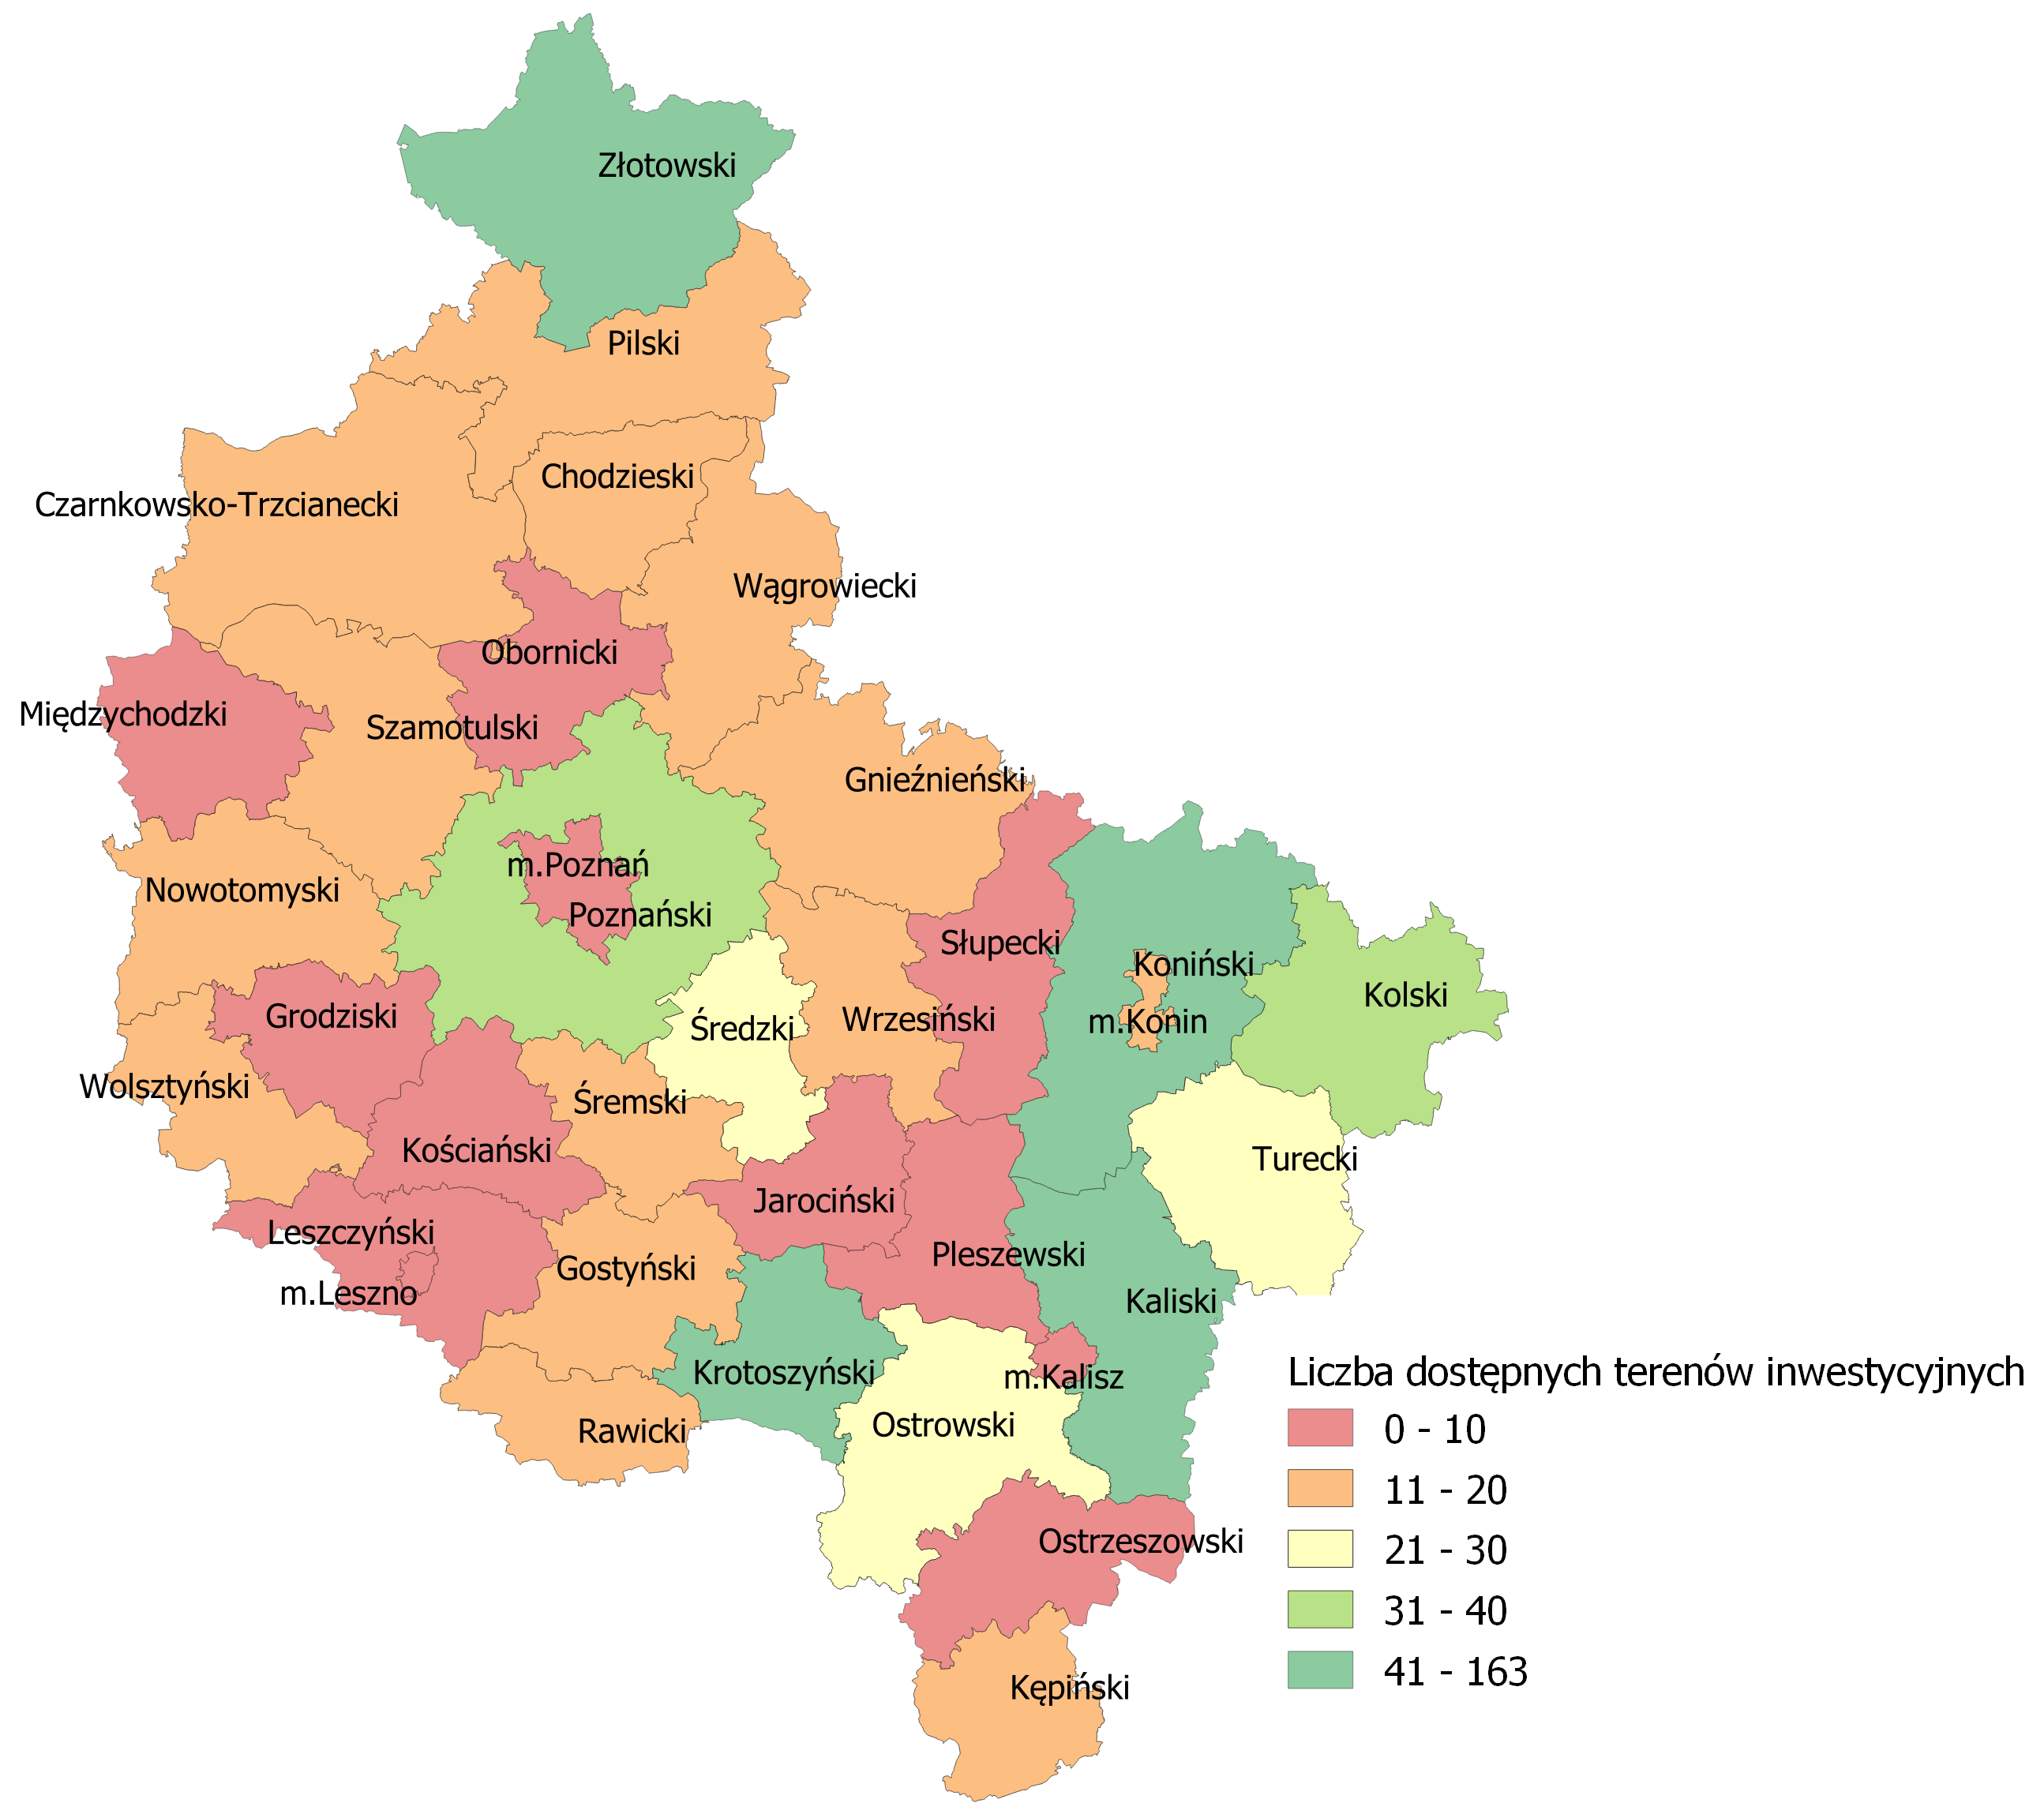 Złotowski
Pilski
Chodzieski
Czarnkowsko-Trzcianecki
Wągrowiecki
Obornicki
Międzychodzki
Szamotulski
Gnieźnieński
m.Poznań
Nowotomyski
Poznański
Słupecki
Koniński
Kolski
Grodziski
Średzki
Wrzesiński
m.Konin
Wolsztyński
Śremski
Kościański
Turecki
Jarociński
Leszczyński
Pleszewski
Gostyński
m.Leszno
Kaliski
Krotoszyński
m.Kalisz
Ostrowski
Rawicki
Ostrzeszowski
Kępiński
Liczba dostępnych terenów inwestycyjnych
0 - 10
11 - 20
21 - 30
31 - 40
41 - 163